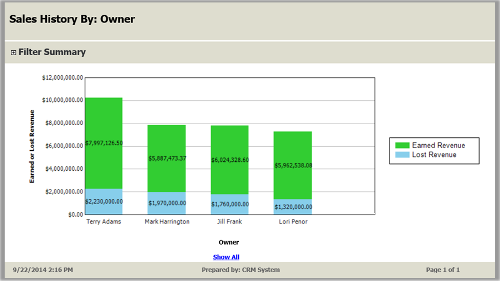 Sales History By: Owner
Filter Summary
$12,000,000.00
$10,000,000.00
$8,000,000.00
$6,000,000.00
$4,000,000.00
$2,000,000.00
$0.00
Earned or Lost Revenue
$7,997,126.50
$5,887,473.37
$6,024,328.60
$5,962,538.08
$2,230,000.00
$1,970,000.00
$1,760,000.00
$1,320,000.00
Terry Adams
Mark Harrington
Jill Frank
Lori Penor
Owner
Earned Revenue
Lost Revenue
Show All
9/22/2014 2:16 PM
Prepared by: CRM System
Page 1 of 1